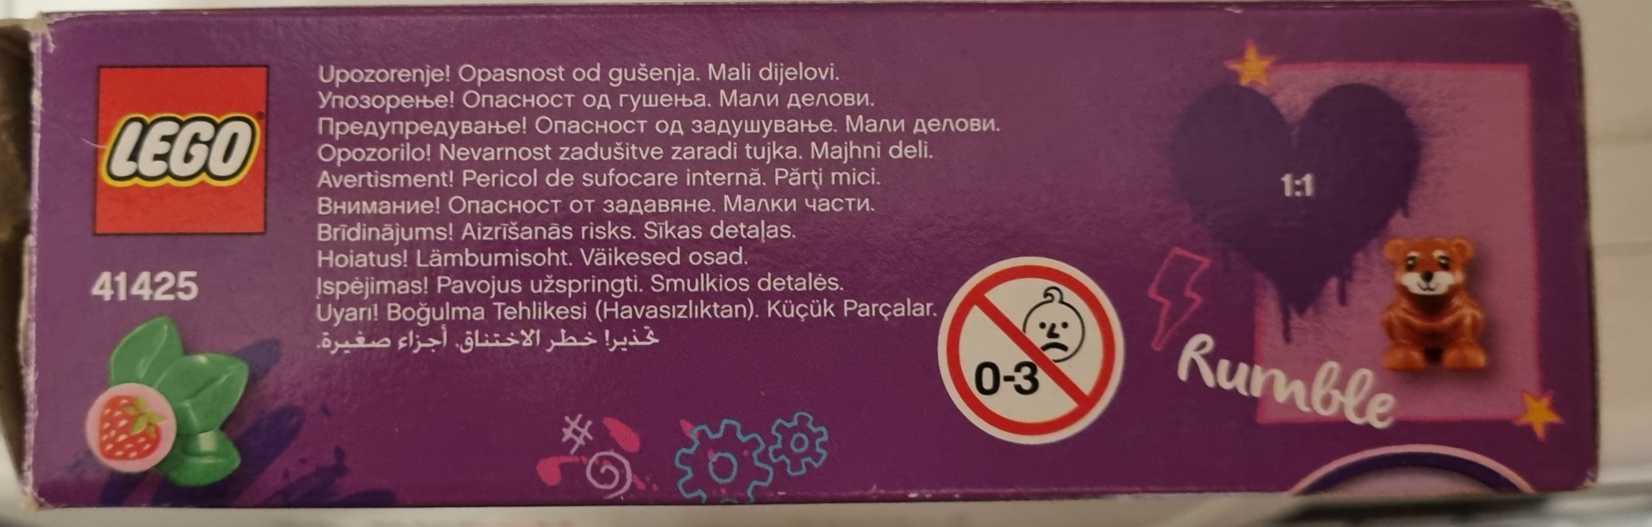 LEGO
41425
Upozorenje! Opasnost od gušenja. Mali dijelovi.
Упозорење! Опасност од гушења. Мали делови.
Предупредување! Опасност од задушување. Мали делови.
Opozorilo! Nevarnost zadušitve zaradi tujka. Majhni deli.
Avertisment! Pericol de sufocare internă. Părţi mici.
Внимание! Опасност от задавяне. Малки части.
Brīdinājums! Aizrīšanās risks. Sīkas detaļas.
Hoiatus! Lämbumisoht. Väikesed osad.
Įspėjimas! Pavojus užspringti. Smulkios detalės.
Uyarı! Boğulma Tehlikesi (Havasızlıktan). Küçük Parçalar.
تحذير! خطر الاختناق. أجزاء صغيرة.
0-3
#
1:1
Rumble